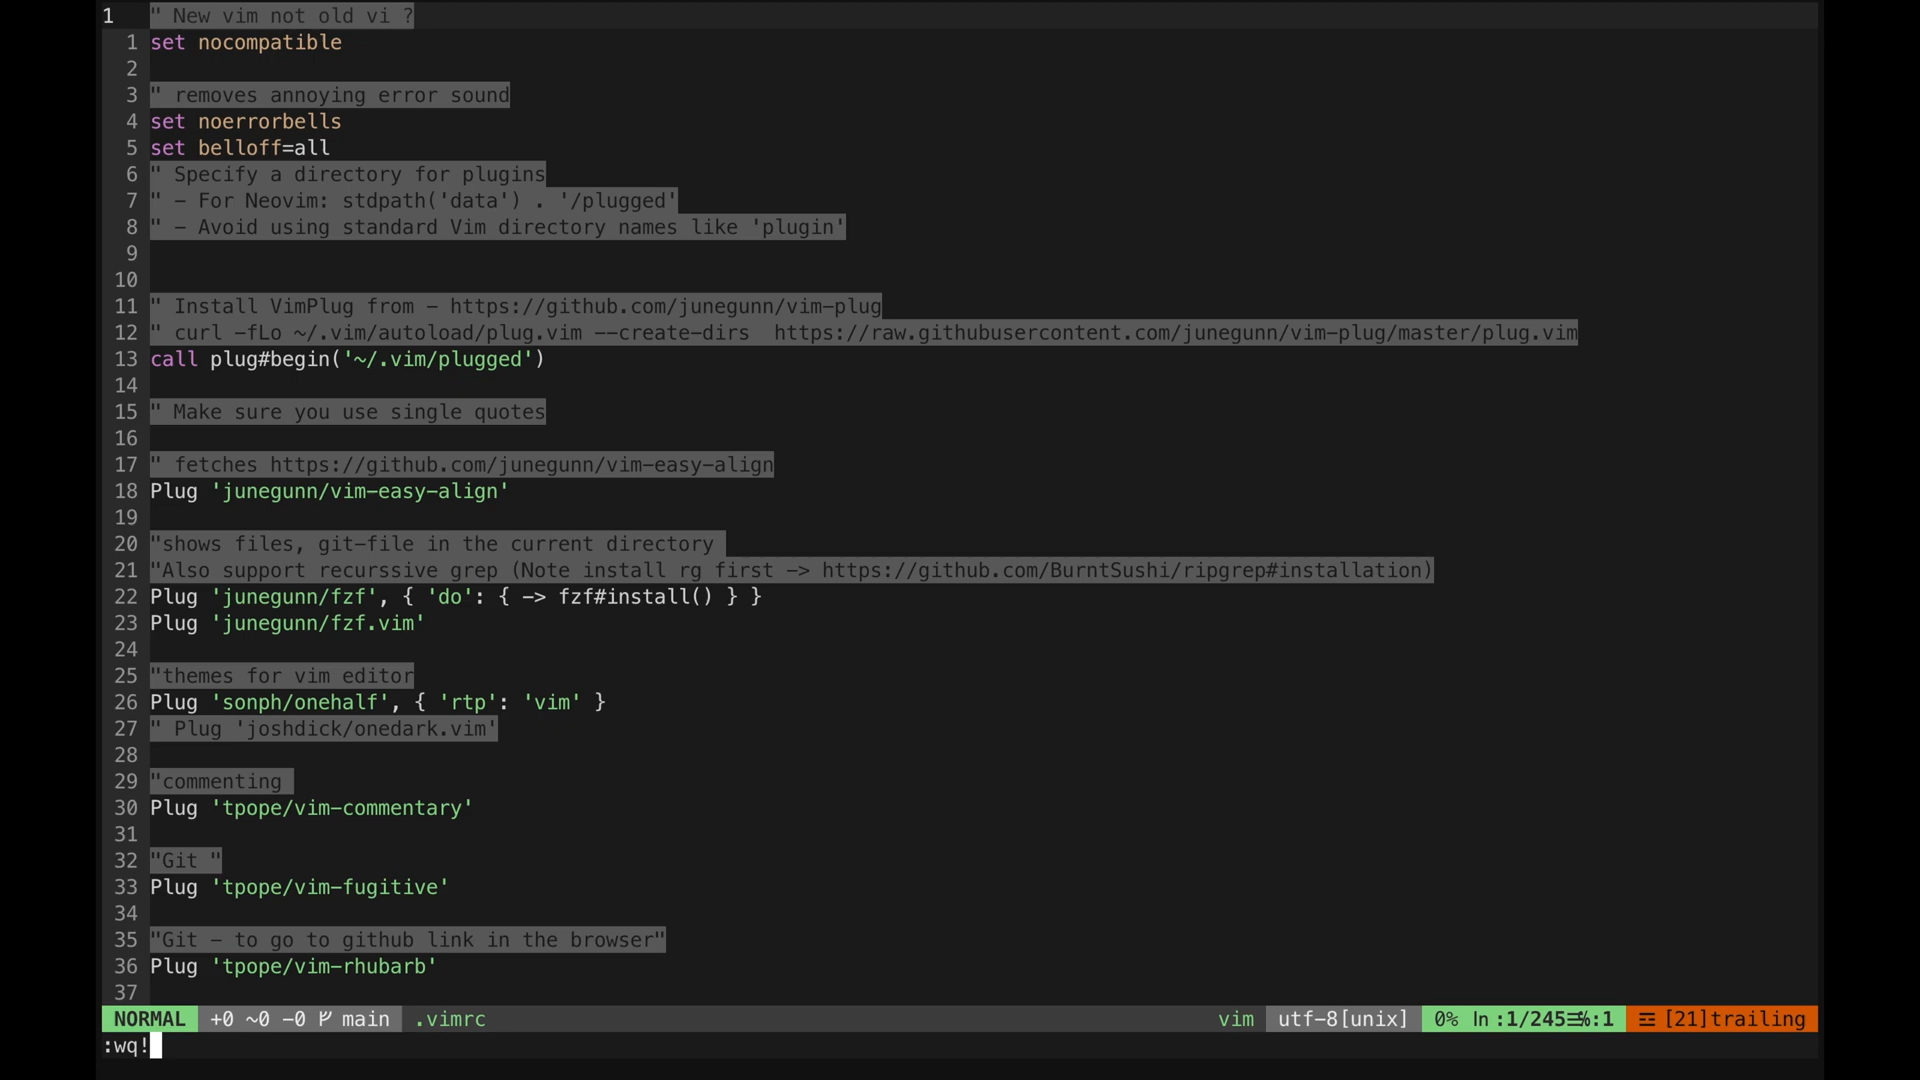 1 " New vim not old vi ?
1 set nocompatible
2
3 " removes annoying error sound
4 set noerrorbells
5 set belloff=all
6 " Specify a directory for plugins
7 " - For Neovim: stdpath('data') . '/plugged'
8 " - Avoid using standard Vim directory names like 'plugin'
9
10
11 " Install VimPlug from - https://github.com/junegunn/vim-plug
12 " curl -fLo ~/.vim/autoload/plug.vim --create-dirs  https://raw.githubusercontent.com/junegunn/vim-plug/master/plug.vim
13 call plug#begin('~/.vim/plugged')
14
15 " Make sure you use single quotes
16
17 " fetches https://github.com/junegunn/vim-easy-align
18 Plug 'junegunn/vim-easy-align'
19
20 "shows files, git-file in the current directory
21 "Also support recurssive grep (Note install rg first -> https://github.com/BurntSushi/ripgrep#installation)
22 Plug 'junegunn/fzf', { 'do': { -> fzf#install() } }
23 Plug 'junegunn/fzf.vim'
24
25 "themes for vim editor
26 Plug 'sonph/onehalf', { 'rtp': 'vim' }
27 " Plug 'joshdick/onedark.vim'
28
29 "commenting
30 Plug 'tpope/vim-commentary'
31
32 "Git "
33 Plug 'tpope/vim-fugitive'
34
35 "Git - to go to github link in the browser"
36 Plug 'tpope/vim-rhubarb'
37
NORMAL +0 ~0 -0 main .vimrc vim utf-8[unix] 0% ln :1/245☰℅:1 ☲ [21]trailing
:wq!